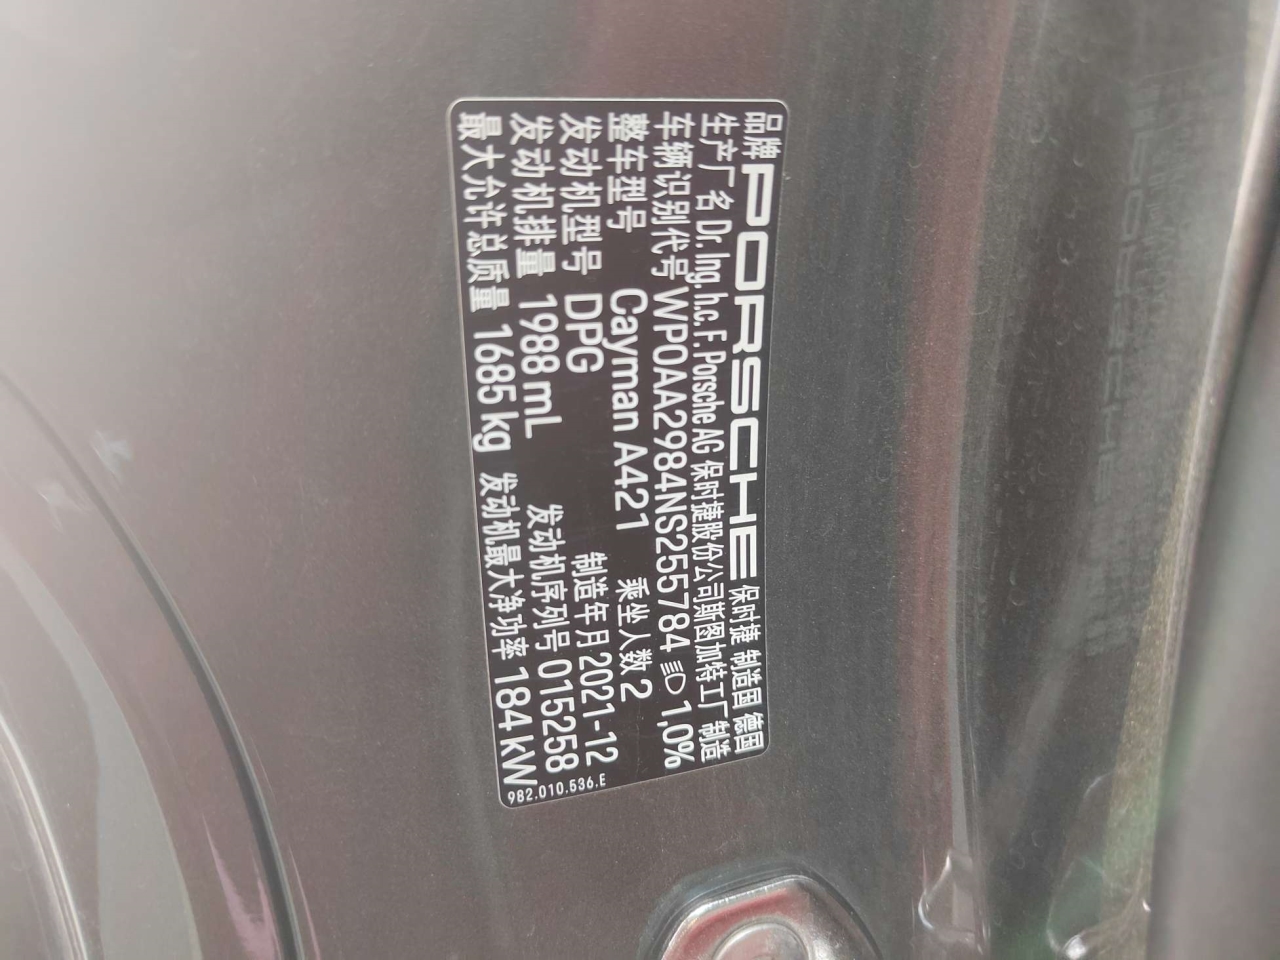 品牌 PORSCHE 保时捷 制造国 德国
生产厂名 Dr. Ing. h.c. F. Porsche AG 保时捷股份公司斯图加特工厂制造
车辆识别代号 WP0AA2984NS255784 1,0%
整车型号 Cayman A421 乘坐人数 2
发动机型号 DPG 制造年月 2021-12
发动机排量 1988 mL 发动机序列号 015258
最大允许总质量 1685 kg 发动机最大净功率 184 kW
982.010.536.E